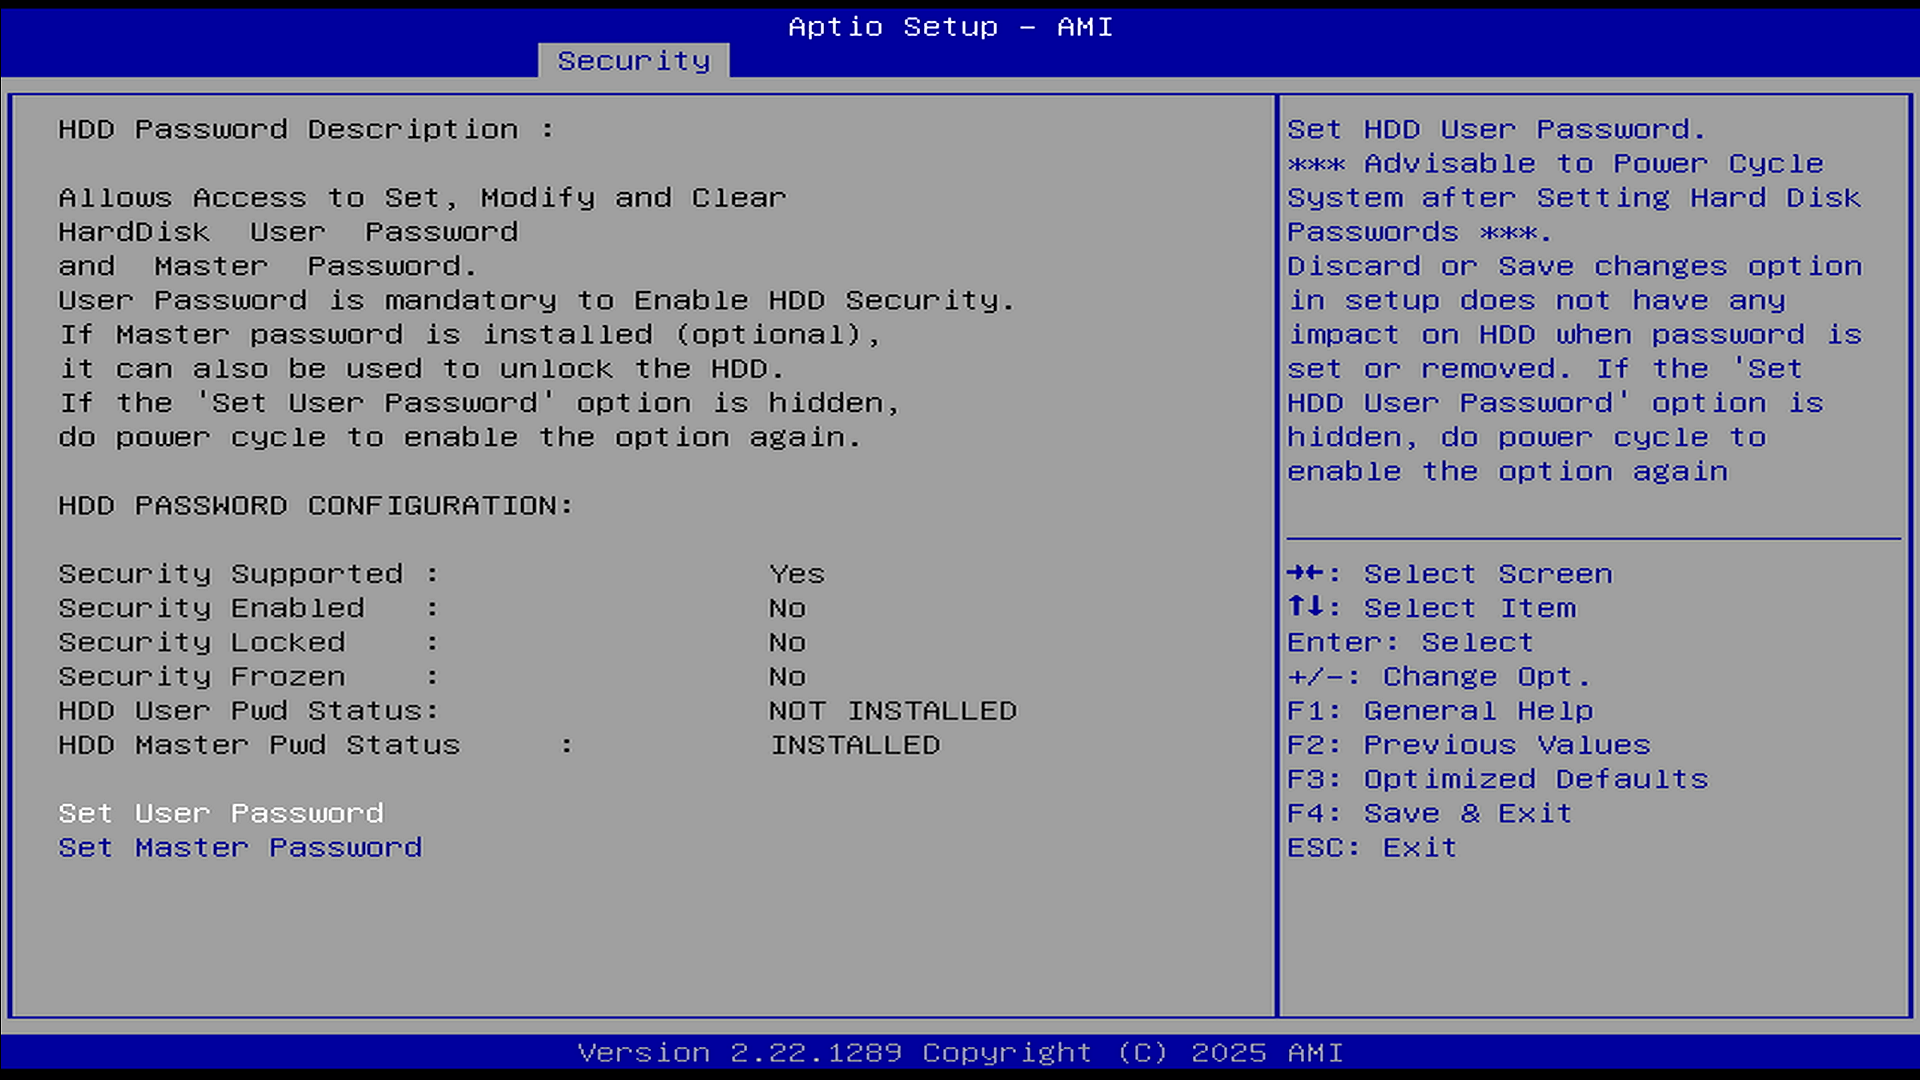 Aptio Setup – AMI
Security
HDD Password Description :
Allows Access to Set, Modify and Clear
HardDisk  User  Password
and  Master  Password.
User Password is mandatory to Enable HDD Security.
If Master password is installed (optional),
it can also be used to unlock the HDD.
If the 'Set User Password' option is hidden,
do power cycle to enable the option again.
HDD PASSWORD CONFIGURATION:
Security Supported :  Yes
Security Enabled   :  No
Security Locked    :  No
Security Frozen    :  No
HDD User Pwd Status:  NOT INSTALLED
HDD Master Pwd Status     :  INSTALLED
Set User Password
Set Master Password
Set HDD User Password.
*** Advisable to Power Cycle
System after Setting Hard Disk
Passwords ***.
Discard or Save changes option
in setup does not have any
impact on HDD when password is
set or removed. If the 'Set
HDD User Password' option is
hidden, do power cycle to
enable the option again
→←: Select Screen
↑↓: Select Item
Enter: Select
+/-: Change Opt.
F1: General Help
F2: Previous Values
F3: Optimized Defaults
F4: Save & Exit
ESC: Exit
Version 2.22.1289 Copyright (C) 2025 AMI